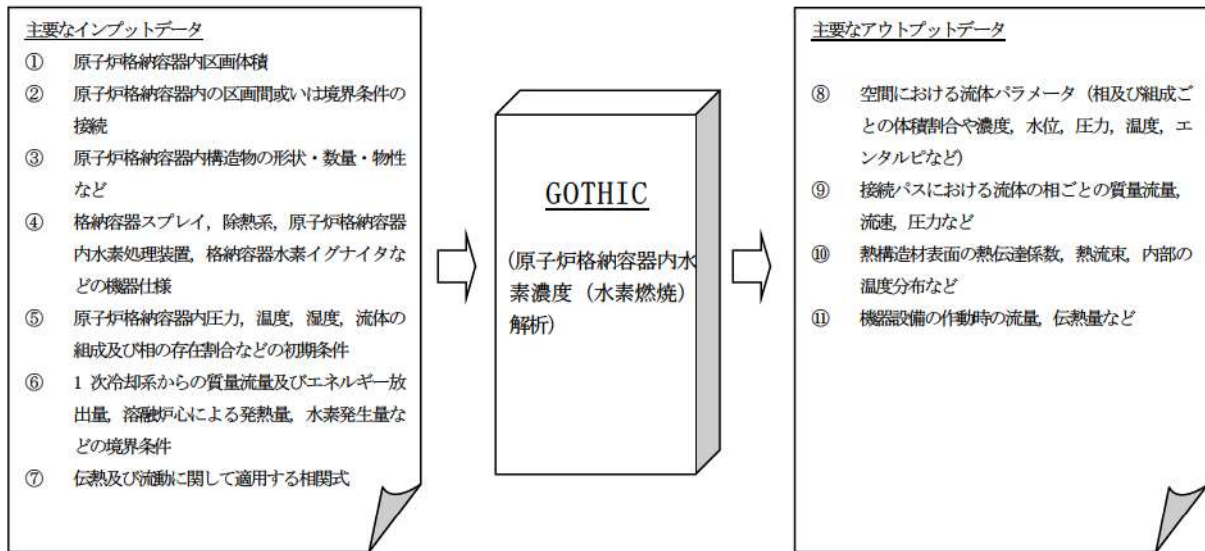 主要なインプットデータ
① 原子炉格納容器内区画体積
② 原子炉格納容器内の区画間或いは境界条件の
接続
③ 原子炉格納容器内構造物の形状・数量・物性
など
④ 格納容器スプレイ，除熱系，原子炉格納容器
内水素処理装置，格納容器水素イグナイタな
どの機器仕様
⑤ 原子炉格納容器内圧力，温度，湿度，流体の
組成及び相の存在割合などの初期条件
⑥ 1 次冷却系からの質量流量及びエネルギー放
出量，溶融炉心による発熱量，水素発生量な
どの境界条件
⑦ 伝熱及び流動に関して適用する相関式
GOTHIC
(原子炉格納容器内水
素濃度（水素燃焼）
解析)
主要なアウトプットデータ
⑧ 空間における流体パラメータ（相及び組成ご
との体積割合や濃度，水位，圧力，温度，エ
ンタルピなど）
⑨ 接続パスにおける流体の相ごとの質量流量，
流速，圧力など
⑩ 熱構造材表面の熱伝達係数，熱流束，内部の
温度分布など
⑪ 機器設備の作動時の流量，伝熱量など